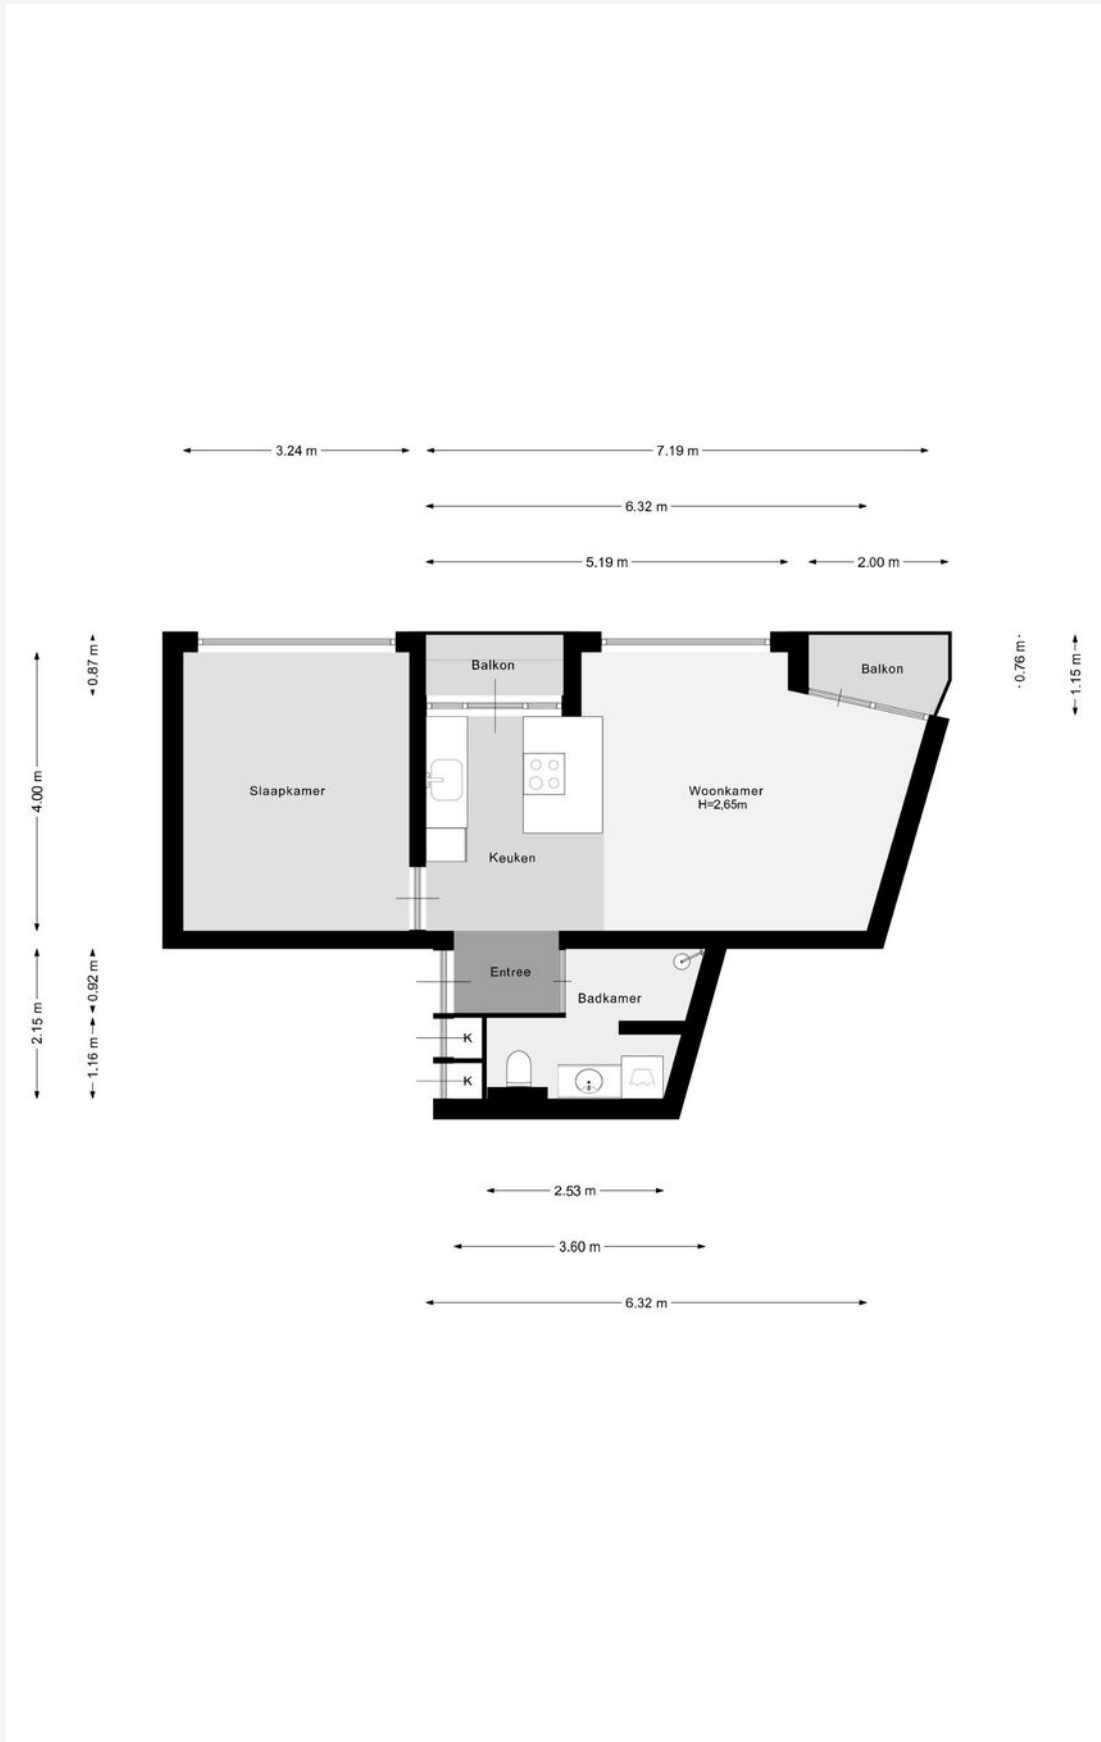 3.24 m
7.19 m
6.32 m
5.19 m
2.00 m
0.87 m
0.76 m
1.15 m
Balkon
Balkon
4.00 m
Slaapkamer
Woonkamer
H=2,65m
Keuken
Entree
Badkamer
0.92 m
2.15 m
1.16 m
K
K
2.53 m
3.60 m
6.32 m